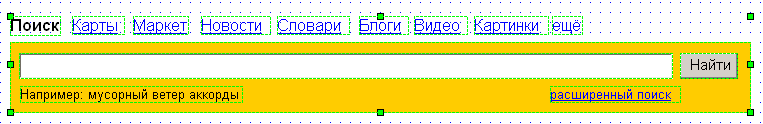 Поиск Карты Маркет Новости Словари Блоги Видео Картинки ещё
Найти
Например: мусорный ветер аккорды расширенный поиск